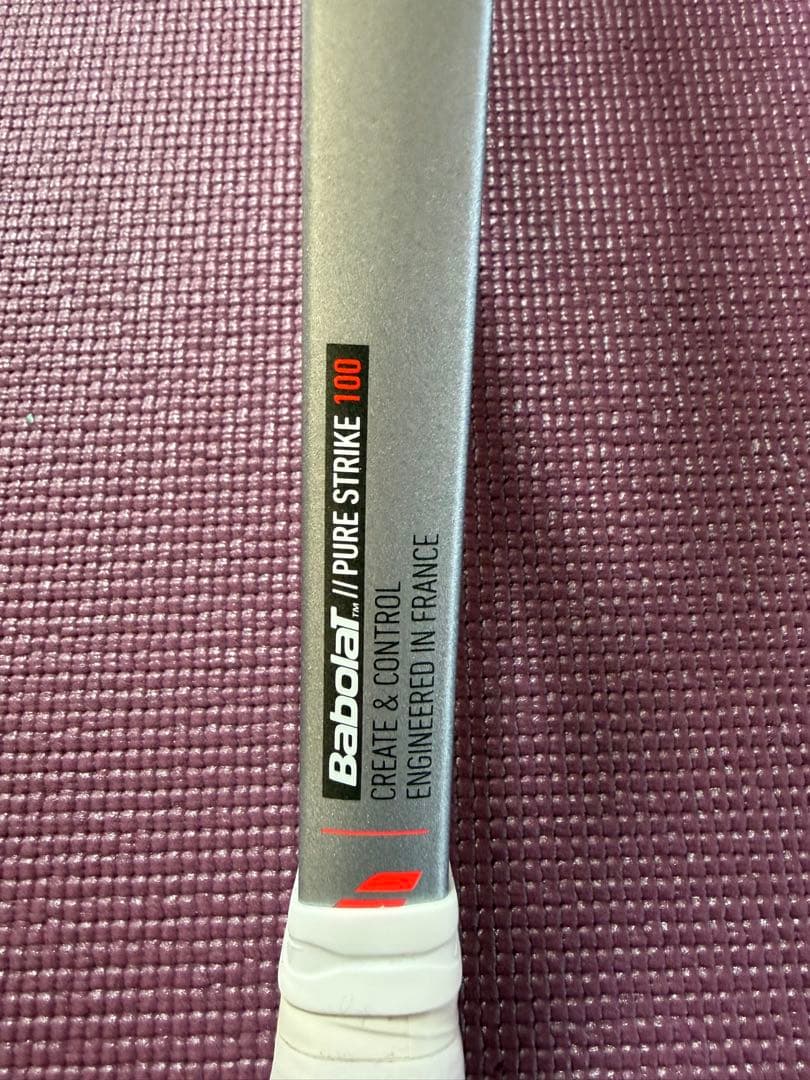 BaboLaT™ // PURE STRIKE 100
CREATE & CONTROL
ENGINEERED IN FRANCE